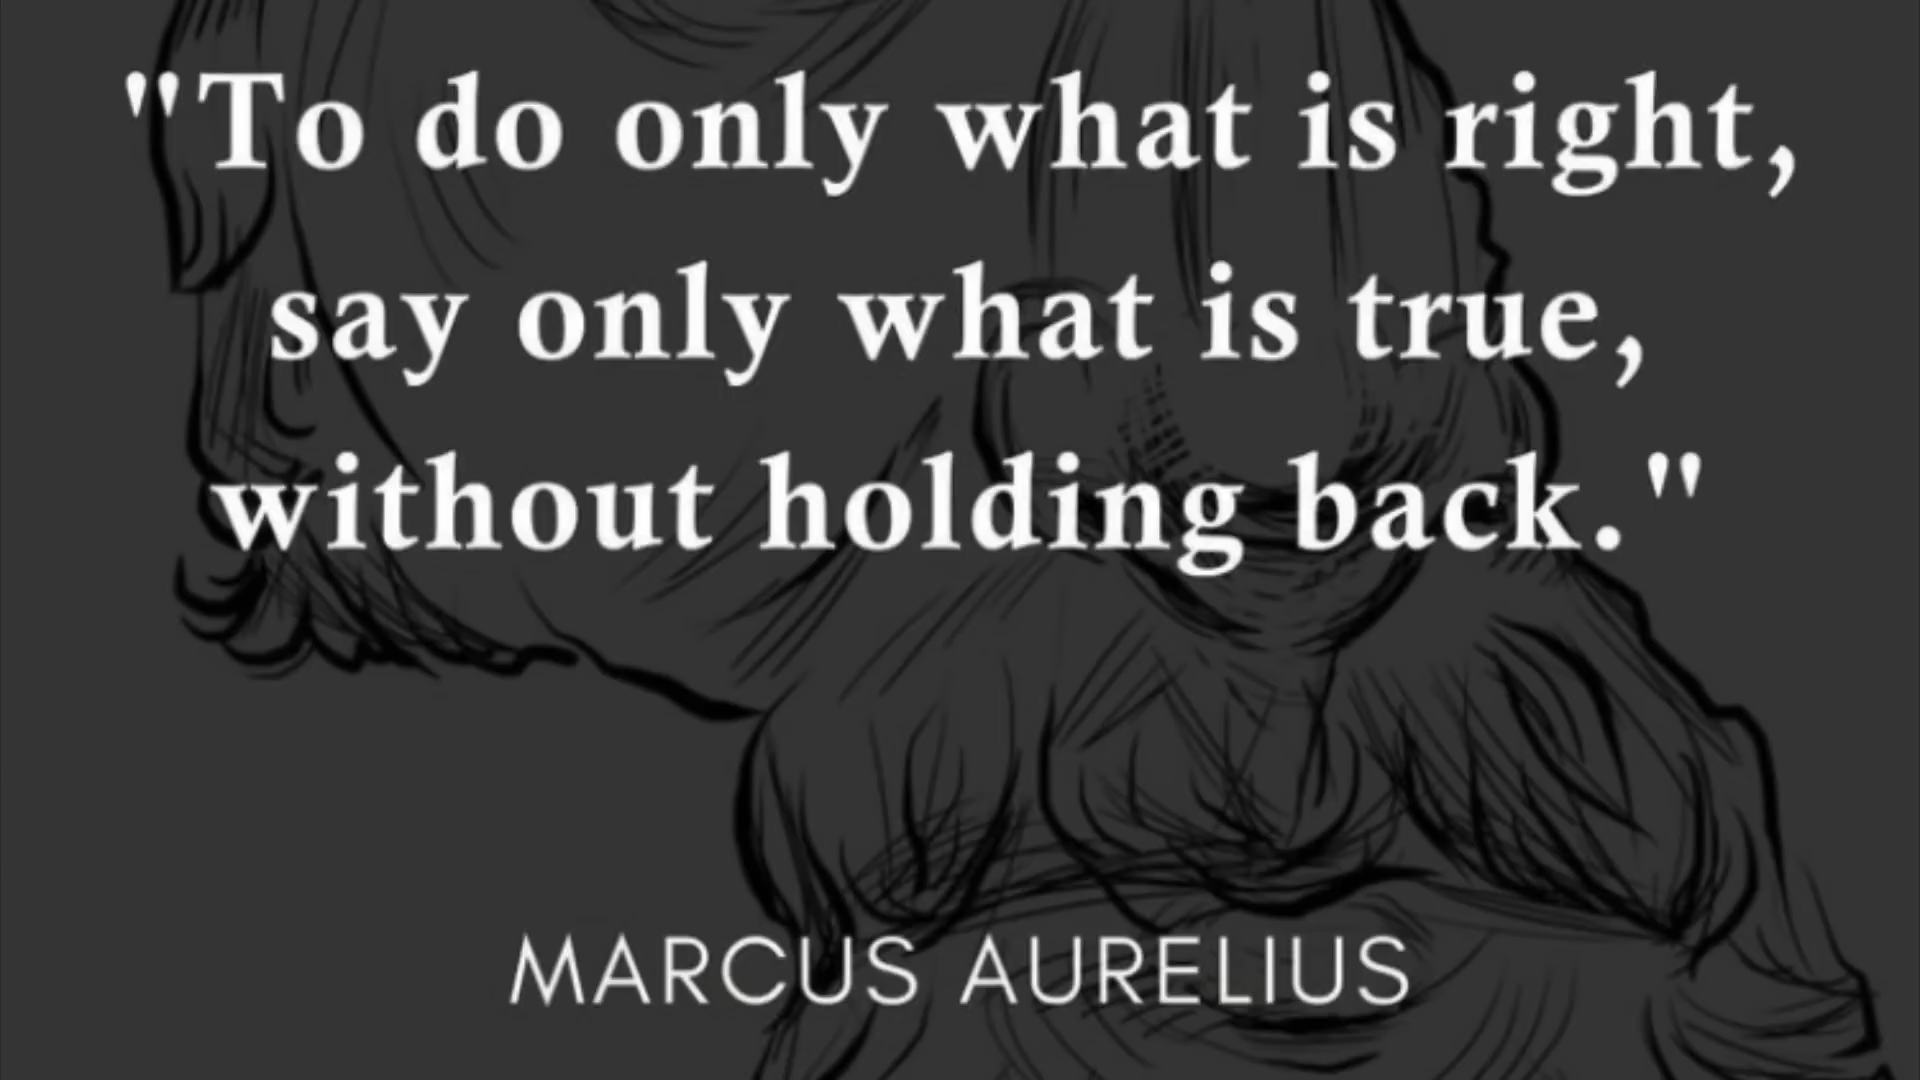 "To do only what is right,
say only what is true,
without holding back."
MARCUS AURELIUS